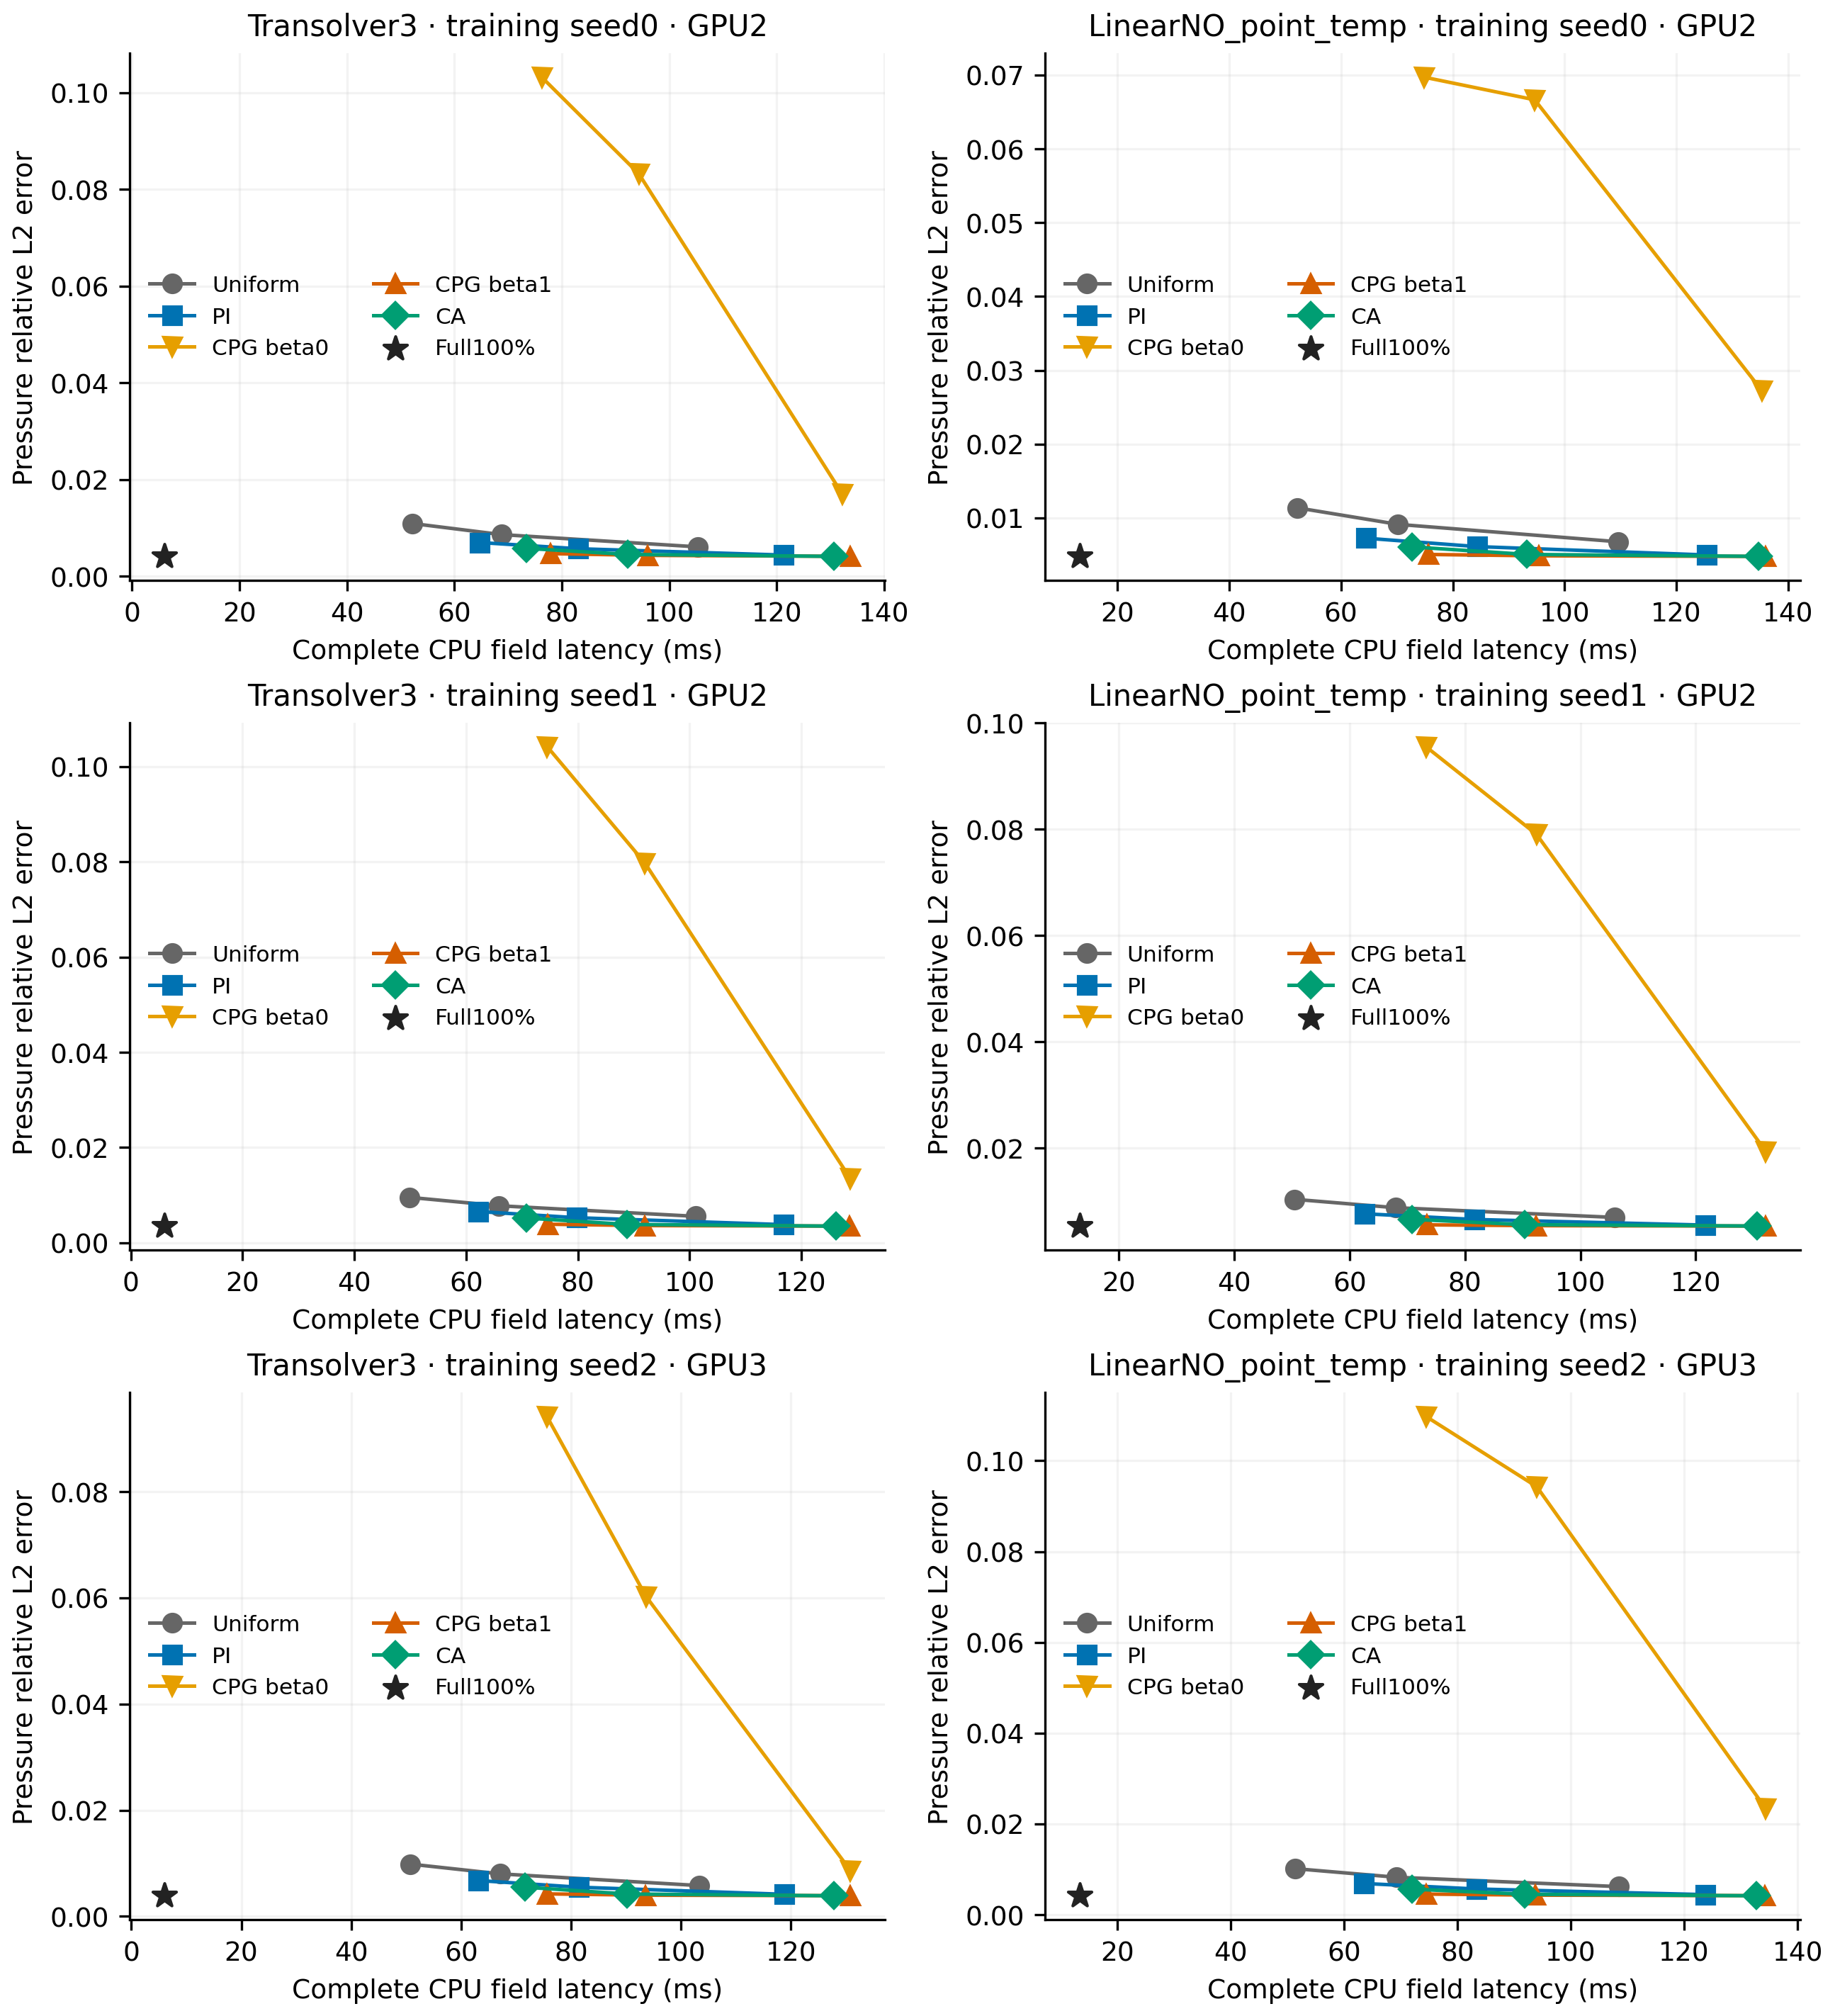 Transolver3 · training seed0 · GPU2
Pressure relative L2 error
0.10
0.08
0.06
0.04
0.02
0.00
Uniform
PI
CPG beta0
CPG beta1
CA
Full100%
0 20 40 60 80 100 120 140
Complete CPU field latency (ms)
LinearNO_point_temp · training seed0 · GPU2
Pressure relative L2 error
0.07
0.06
0.05
0.04
0.03
0.02
0.01
Uniform
PI
CPG beta0
CPG beta1
CA
Full100%
20 40 60 80 100 120 140
Complete CPU field latency (ms)
Transolver3 · training seed1 · GPU2
Pressure relative L2 error
0.10
0.08
0.06
0.04
0.02
0.00
Uniform
PI
CPG beta0
CPG beta1
CA
Full100%
0 20 40 60 80 100 120
Complete CPU field latency (ms)
LinearNO_point_temp · training seed1 · GPU2
Pressure relative L2 error
0.10
0.08
0.06
0.04
0.02
Uniform
PI
CPG beta0
CPG beta1
CA
Full100%
20 40 60 80 100 120
Complete CPU field latency (ms)
Transolver3 · training seed2 · GPU3
Pressure relative L2 error
0.08
0.06
0.04
0.02
0.00
Uniform
PI
CPG beta0
CPG beta1
CA
Full100%
0 20 40 60 80 100 120
Complete CPU field latency (ms)
LinearNO_point_temp · training seed2 · GPU3
Pressure relative L2 error
0.10
0.08
0.06
0.04
0.02
0.00
Uniform
PI
CPG beta0
CPG beta1
CA
Full100%
20 40 60 80 100 120 140
Complete CPU field latency (ms)